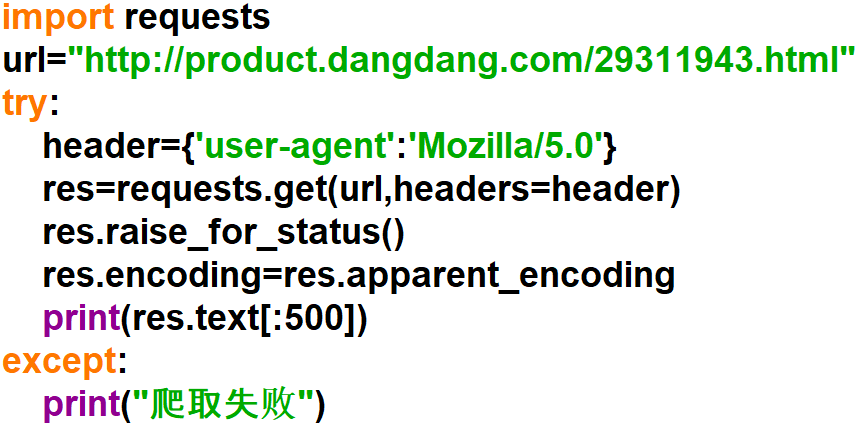 import requests
url="http://product.dangdang.com/29311943.html"
try:
    header={'user-agent':'Mozilla/5.0'}
    res=requests.get(url,headers=header)
    res.raise_for_status()
    res.encoding=res.apparent_encoding
    print(res.text[:500])
except:
    print("爬取失败")